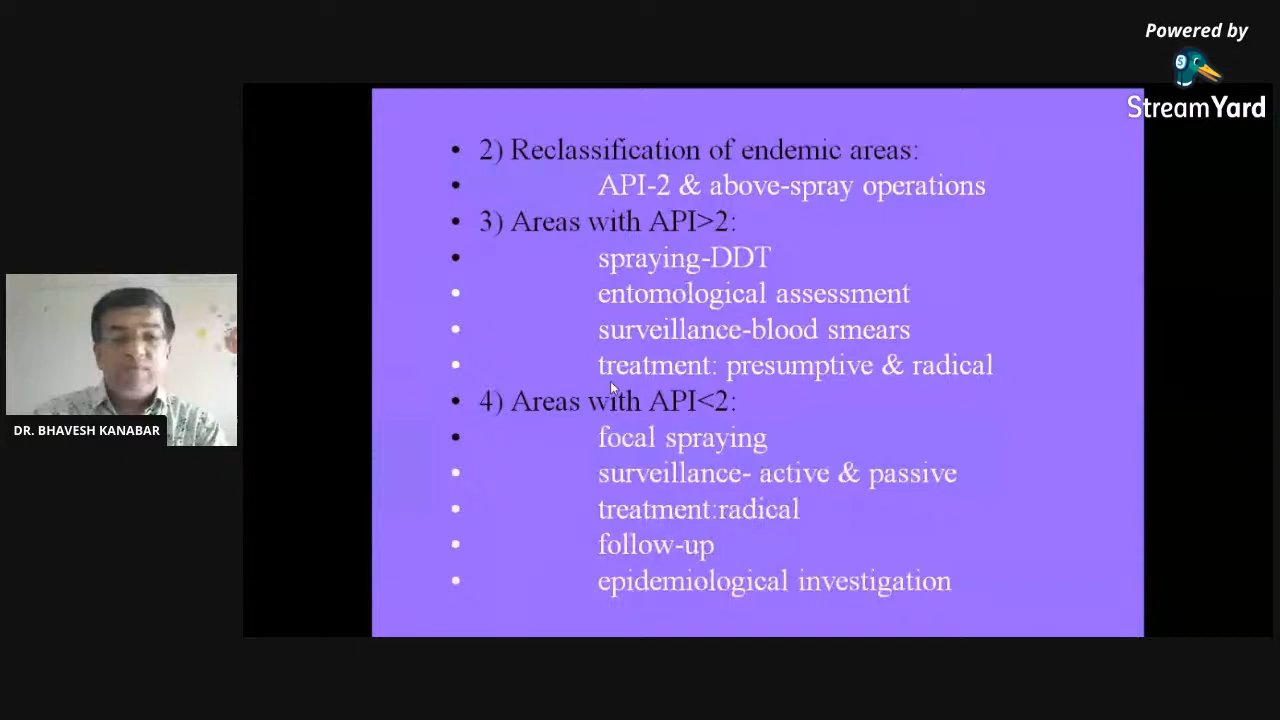 Powered by
StreamYard
• 2) Reclassification of endemic areas:
• API-2 & above-spray operations
• 3) Areas with API>2:
• spraying-DDT
• entomological assessment
• surveillance-blood smears
• treatment: presumptive & radical
• 4) Areas with API<2:
• focal spraying
• surveillance- active & passive
• treatment:radical
• follow-up
• epidemiological investigation
DR. BHAVESH KANABAR